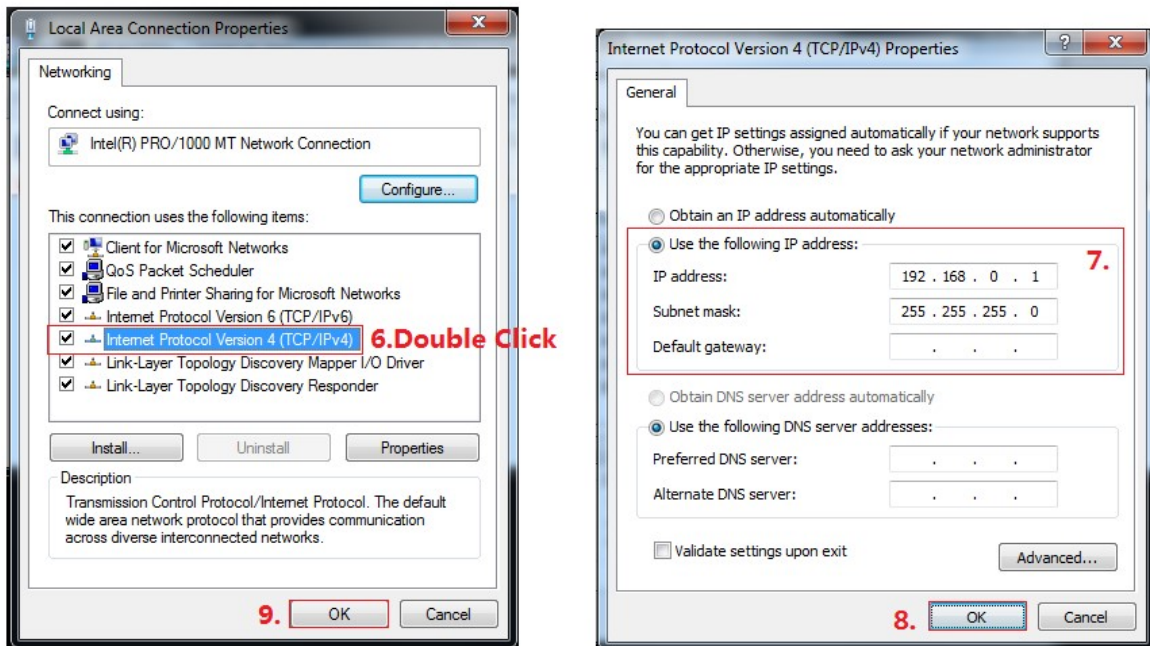 Local Area Connection Properties
Networking
Connect using:
Intel(R) PRO/1000 MT Network Connection
Configure...
This connection uses the following items:
Client for Microsoft Networks
QoS Packet Scheduler
File and Printer Sharing for Microsoft Networks
Internet Protocol Version 6 (TCP/IPv6)
Internet Protocol Version 4 (TCP/IPv4) 6.Double Click
Link-Layer Topology Discovery Mapper I/O Driver
Link-Layer Topology Discovery Responder
Install... Uninstall Properties
Description
Transmission Control Protocol/Internet Protocol. The default
wide area network protocol that provides communication
across diverse interconnected networks.
9. OK Cancel
Internet Protocol Version 4 (TCP/IPv4) Properties
General
You can get IP settings assigned automatically if your network supports
this capability. Otherwise, you need to ask your network administrator
for the appropriate IP settings.
Obtain an IP address automatically
Use the following IP address: 7.
IP address: 192 . 168 . 0 . 1
Subnet mask: 255 . 255 . 255 . 0
Default gateway: . . .
Obtain DNS server address automatically
Use the following DNS server addresses:
Preferred DNS server: . . .
Alternate DNS server: . . .
Validate settings upon exit
Advanced...
8. OK Cancel